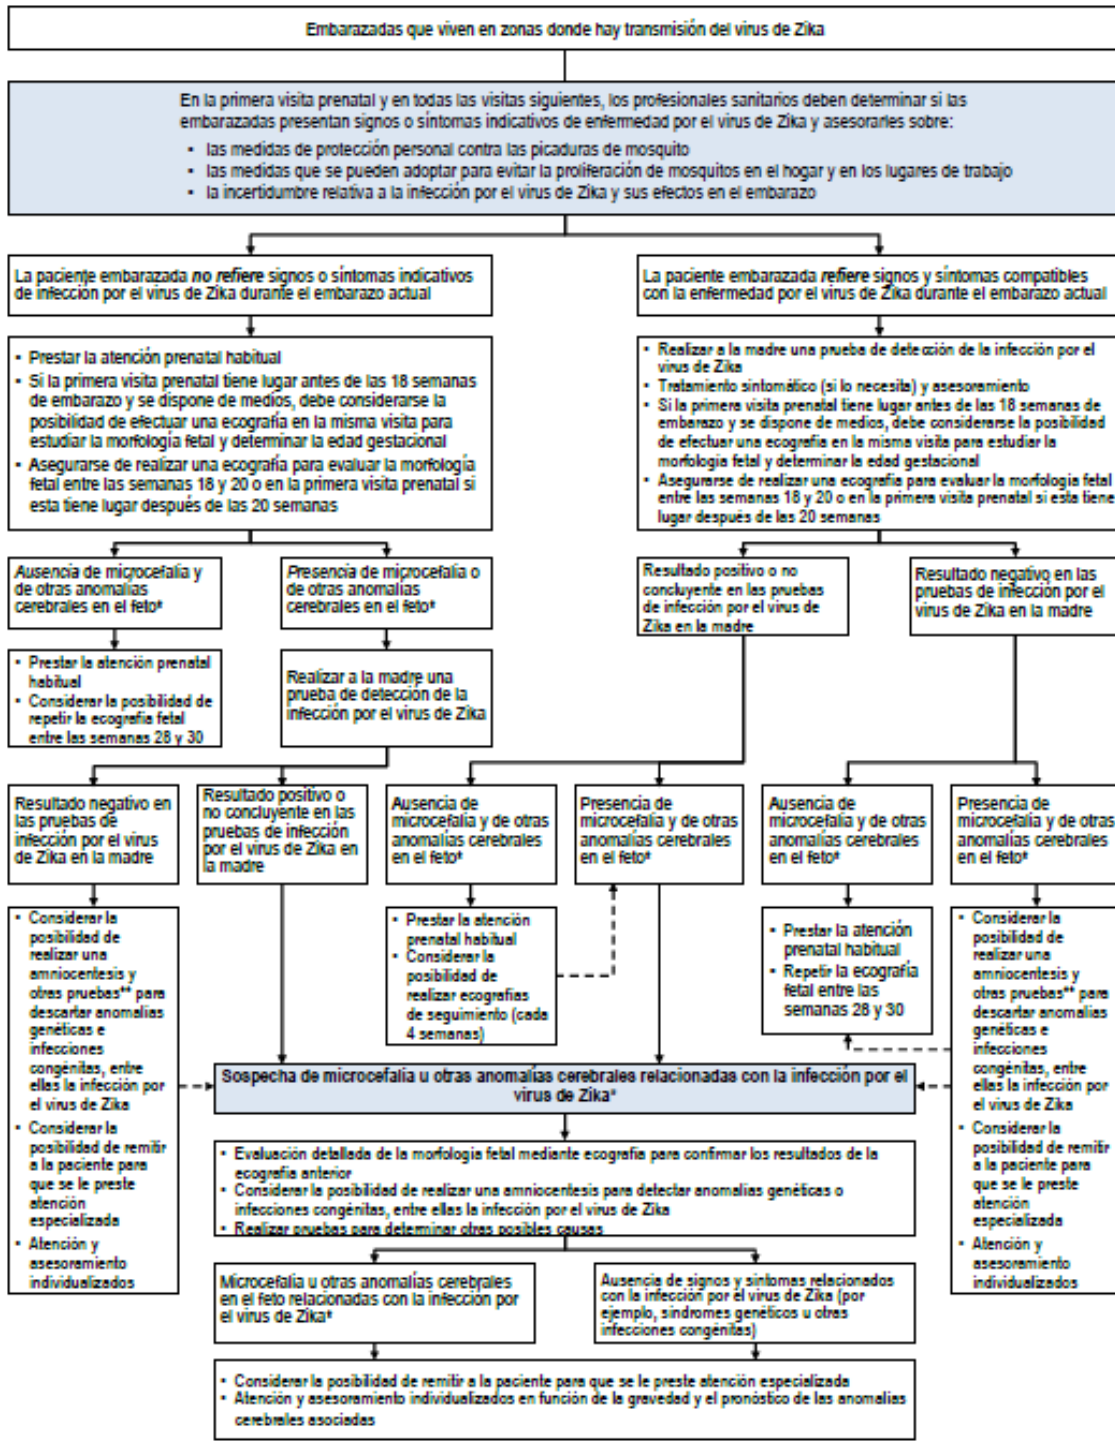 Embarazadas que viven en zonas donde hay transmisión del virus de Zika
En la primera visita prenatal y en todas las visitas siguientes, los profesionales sanitarios deben determinar si las
embarazadas presentan signos o síntomas indicativos de enfermedad por el virus de Zika y asesorarles sobre:
• las medidas de protección personal contra las picaduras de mosquito
• las medidas que se pueden adoptar para evitar la proliferación de mosquitos en el hogar y en los lugares de trabajo
• la incertidumbre relativa a la infección por el virus de Zika y sus efectos en el embarazo
La paciente embarazada no refiere signos o síntomas indicativos
de infección por el virus de Zika durante el embarazo actual
La paciente embarazada refiere signos y síntomas compatibles
con la enfermedad por el virus de Zika durante el embarazo actual
• Prestar la atención prenatal habitual
• Si la primera visita prenatal tiene lugar antes de las 18 semanas
de embarazo y se dispone de medios, debe considerarse la
posibilidad de efectuar una ecografía en la misma visita para
estudiar la morfología fetal y determinar la edad gestacional
• Asegurarse de realizar una ecografía para evaluar la morfología
fetal entre las semanas 18 y 20 o en la primera visita prenatal si
esta tiene lugar después de las 20 semanas
• Realizar a la madre una prueba de detección de la infección por el
virus de Zika
• Tratamiento sintomático (si lo necesita) y asesoramiento
• Si la primera visita prenatal tiene lugar antes de las 18 semanas de
embarazo y se dispone de medios, debe considerarse la posibilidad
de efectuar una ecografía en la misma visita para estudiar la
morfología fetal y determinar la edad gestacional
• Asegurarse de realizar una ecografía para evaluar la morfología fetal
entre las semanas 18 y 20 o en la primera visita prenatal si esta tiene
lugar después de las 20 semanas
Ausencia de microcefalia y
de otras anomalías
cerebrales en el feto*
Presencia de microcefalia o
de otras anomalías
cerebrales en el feto*
Resultado positivo o no
concluyente en las pruebas
de infección por el virus de
Zika en la madre
Resultado negativo en las
pruebas de infección por el
virus de Zika en la madre
• Prestar la atención prenatal
habitual
• Considerar la posibilidad de
repetir la ecografía fetal
entre las semanas 28 y 30
Realizar a la madre una
prueba de detección de la
infección por el virus de Zika
Resultado negativo en
las pruebas de
infección por el virus
de Zika en la madre
Resultado positivo o
no concluyente en las
pruebas de infección
por el virus de Zika en
la madre
Ausencia de
microcefalia y de otras
anomalías cerebrales
en el feto*
Presencia de
microcefalia y de otras
anomalías cerebrales
en el feto*
Ausencia de
microcefalia y de otras
anomalías cerebrales
en el feto*
Presencia de
microcefalia y de otras
anomalías cerebrales
en el feto*
• Considerar la
posibilidad de
realizar una
amniocentesis y
otras pruebas** para
descartar anomalías
genéticas e
infecciones
congénitas, entre
ellas la infección por
el virus de Zika
• Considerar la
posibilidad de remitir
a la paciente para
que se le preste
atención
especializada
• Atención y
asesoramiento
individualizados
• Prestar la atención
prenatal habitual
• Considerar la
posibilidad de
realizar ecografías
de seguimiento (cada
4 semanas)
• Prestar la atención
prenatal habitual
• Repetir la ecografía
fetal entre las
semanas 28 y 30
• Considerar la
posibilidad de
realizar una
amniocentesis y
otras pruebas** para
descartar anomalías
genéticas e
infecciones
congénitas, entre
ellas la infección por
el virus de Zika
• Considerar la
posibilidad de remitir
a la paciente para
que se le preste
atención
especializada
• Atención y
asesoramiento
individualizados
Sospecha de microcefalia u otras anomalías cerebrales relacionadas con la infección por el
virus de Zika*
• Evaluación detallada de la morfología fetal mediante ecografía para confirmar los resultados de la
ecografía anterior
• Considerar la posibilidad de realizar una amniocentesis para detectar anomalías genéticas o
infecciones congénitas, entre ellas la infección por el virus de Zika
• Realizar pruebas para determinar otras posibles causas
Microcefalia u otras anomalías cerebrales
en el feto relacionadas con la infección por
el virus de Zika*
Ausencia de signos y síntomas relacionados
con la infección por el virus de Zika (por
ejemplo, síndromes genéticos u otras
infecciones congénitas)
• Considerar la posibilidad de remitir a la paciente para que se le preste atención especializada
• Atención y asesoramiento individualizados en función de la gravedad y el pronóstico de las anomalías
cerebrales asociadas